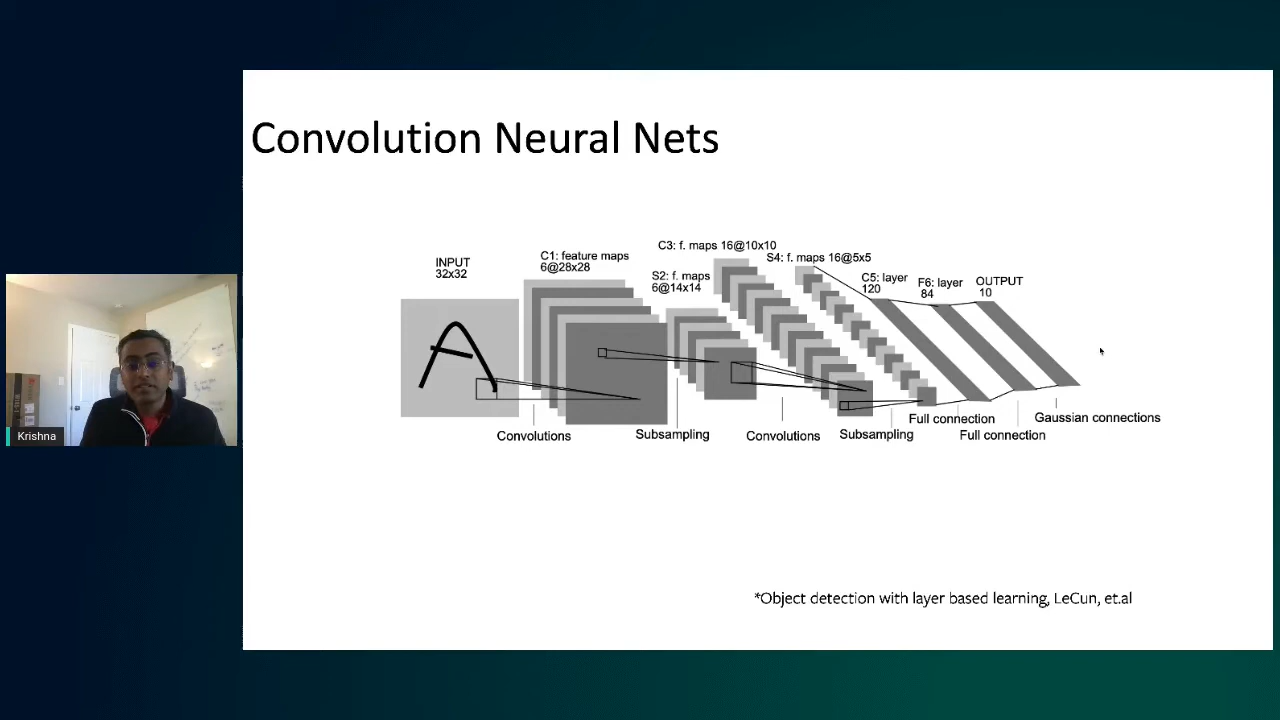 Convolution Neural Nets
INPUT
32x32
C1: feature maps
6@28x28
S2: f. maps
6@14x14
C3: f. maps 16@10x10
S4: f. maps 16@5x5
C5: layer
120
F6: layer
84
OUTPUT
10
A
Convolutions
Subsampling
Convolutions
Subsampling
Full connection
Full connection
Gaussian connections
*Object detection with layer based learning, LeCun, et.al
Krishna